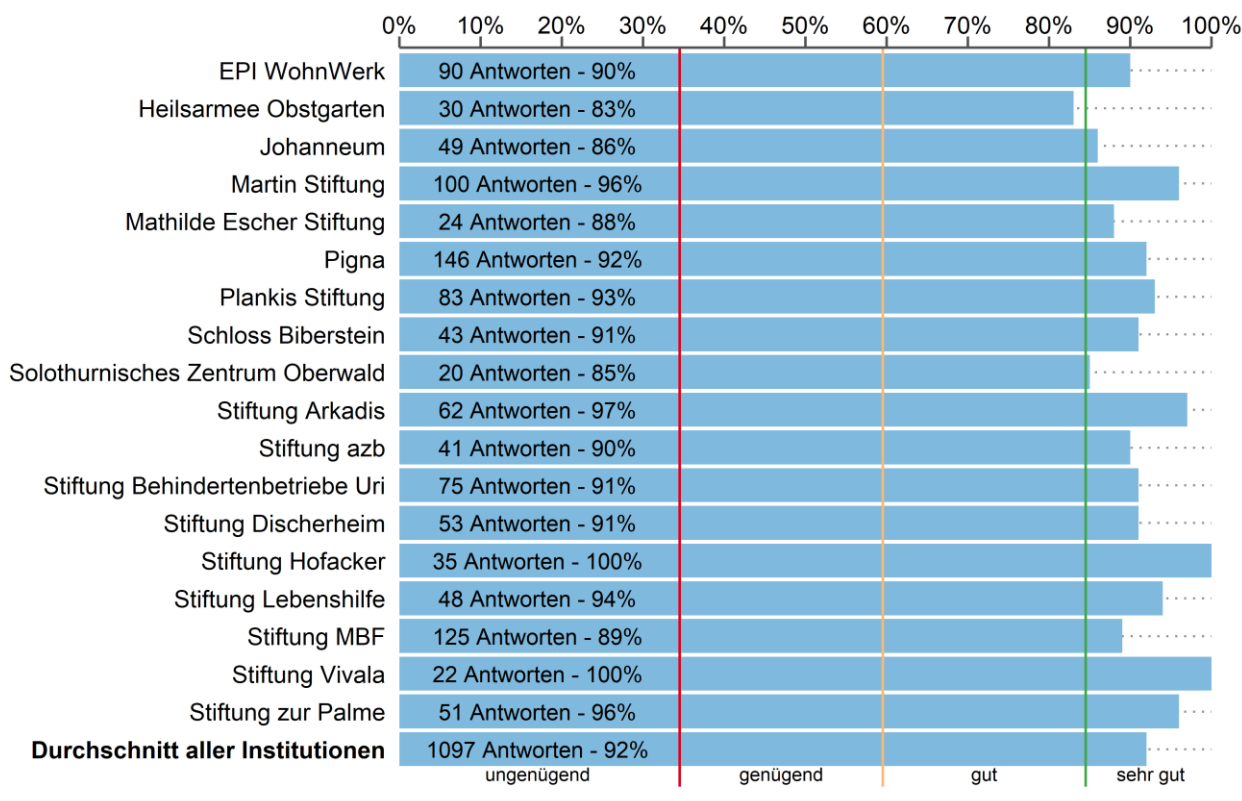 0% 10% 20% 30% 40% 50% 60% 70% 80% 90% 100%
EPI WohnWerk 90 Antworten - 90%
Heilsarmee Obstgarten 30 Antworten - 83%
Johanneum 49 Antworten - 86%
Martin Stiftung 100 Antworten - 96%
Mathilde Escher Stiftung 24 Antworten - 88%
Pigna 146 Antworten - 92%
Plankis Stiftung 83 Antworten - 93%
Schloss Biberstein 43 Antworten - 91%
Solothurnisches Zentrum Oberwald 20 Antworten - 85%
Stiftung Arkadis 62 Antworten - 97%
Stiftung azb 41 Antworten - 90%
Stiftung Behindertenbetriebe Uri 75 Antworten - 91%
Stiftung Discherheim 53 Antworten - 91%
Stiftung Hofacker 35 Antworten - 100%
Stiftung Lebenshilfe 48 Antworten - 94%
Stiftung MBF 125 Antworten - 89%
Stiftung Vivala 22 Antworten - 100%
Stiftung zur Palme 51 Antworten - 96%
Durchschnitt aller Institutionen 1097 Antworten - 92%
ungenügend genügend gut sehr gut